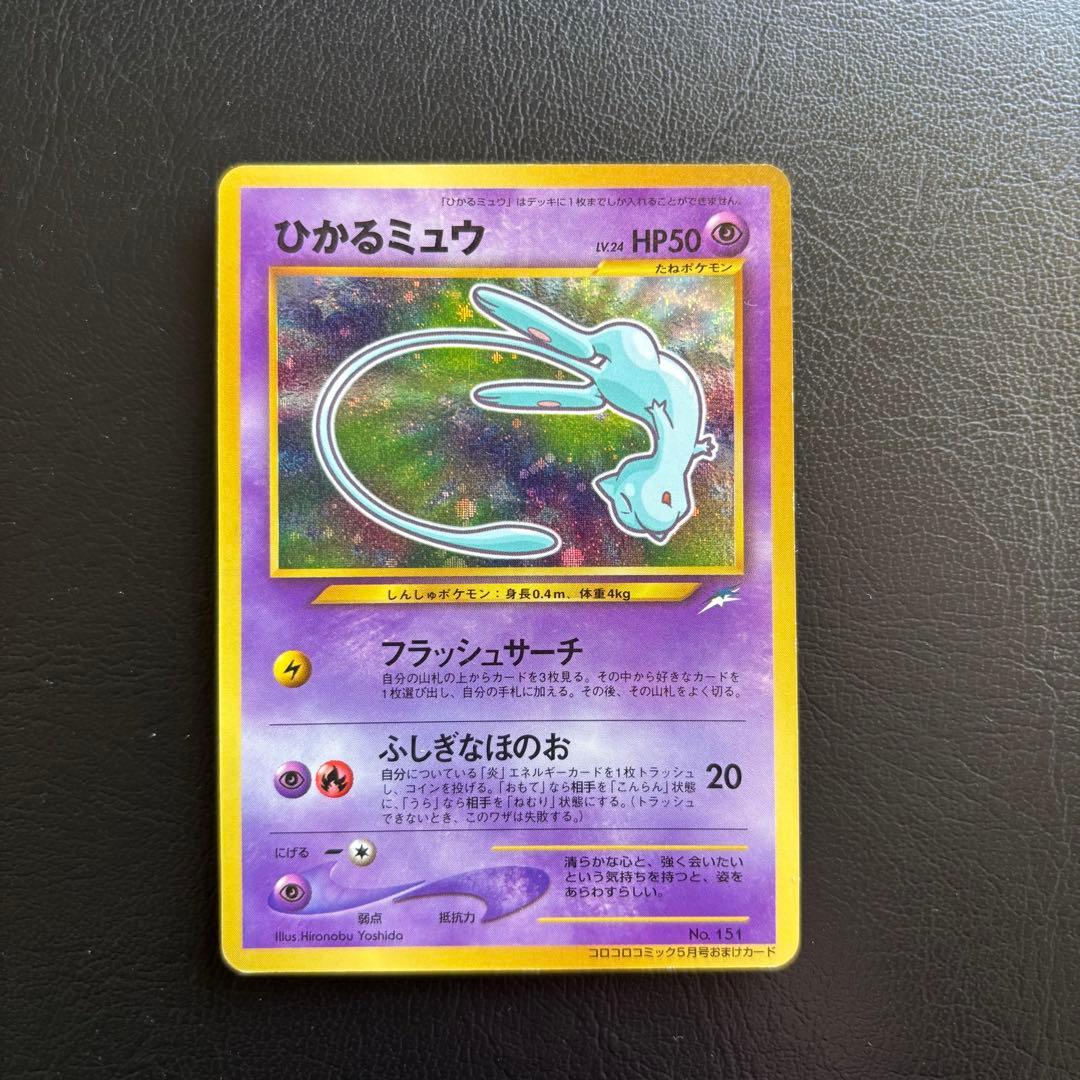 「ひかるミュウ」はデッキに1枚までしか入れることができません。
ひかるミュウ
LV.24 HP50
たねポケモン
しんしゅポケモン：身長0.4m、体重4kg
フラッシュサーチ
自分の山札の上からカードを3枚見る。その中から好きなカードを
1枚選び出し、自分の手札に加える。その後、その山札をよく切る。
ふしぎなほのお
自分についている「炎」エネルギーカードを1枚トラッシュ
し、コインを投げる。「おもて」なら相手を「こんらん」状態
に、「うら」なら相手を「ねむり」状態にする。（トラッシュ
できないとき、このワザは失敗する。）
20
にげる
弱点
抵抗力
清らかな心と、強く会いたい
という気持ちを持つと、姿を
あらわすらしい。
Illus.Hironobu Yoshida
No. 151
コロコロコミック5月号おまけカード